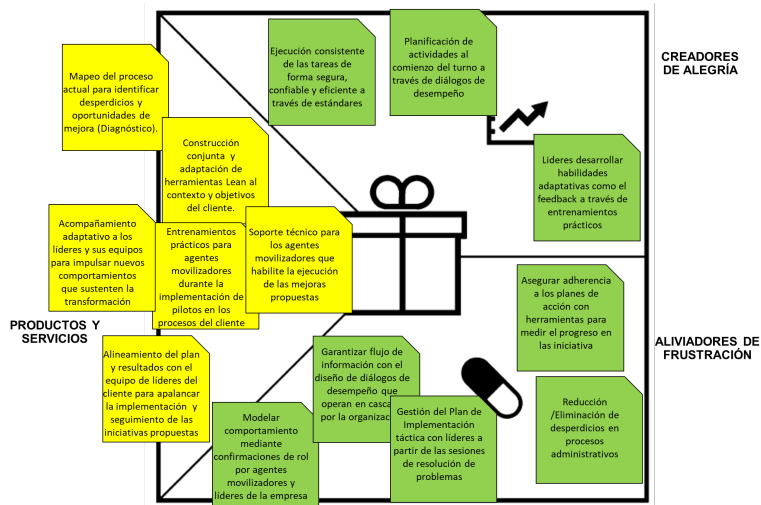 CREADORES
DE ALEGRÍA
Ejecución consistente
de las tareas de
forma segura,
confiable y eficiente a
través de estándares
Planificación de
actividades al
comienzo del turno a
través de diálogos de
desempeño
Lideres desarrollar
habilidades
adaptativas como el
feedback a través de
entrenamientos
prácticos
Mapeo del proceso
actual para identificar
desperdicios y
oportunidades de
mejora (Diagnóstico).
Construcción
conjunta y
adaptación de
herramientas Lean al
contexto y objetivos
del cliente.
Acompañamiento
adaptativo a los
líderes y sus equipos
para impulsar nuevos
comportamientos
que sustenten la
transformación
Entrenamientos
prácticos para
agentes
movilizadores
durante la
implementación de
pilotos en los
procesos del cliente
Soporte técnico para
los agentes
movilizadores que
habilite la ejecución
de las mejoras
propuestas
PRODUCTOS Y
SERVICIOS
Alineamiento del plan
y resultados con el
equipo de líderes del
cliente para apalancar
la implementación y
seguimiento de las
iniciativas propuestas
Asegurar adherencia
a los planes de
acción con
herramientas para
medir el progreso en
las iniciativa
ALIVIADORES DE
FRUSTRACIÓN
Garantizar flujo de
información con el
diseño de diálogos de
desempeño que
operan en
por la
Modelar
comportamiento
mediante
confirmaciones de rol
por agentes
movilizadores y
líderes de la empresa
Gestión del Plan de
Implementación
táctica con líderes a
partir de las sesiones
de resolución de
problemas
Reducción
/Eliminación de
desperdicios en
procesos
administrativos